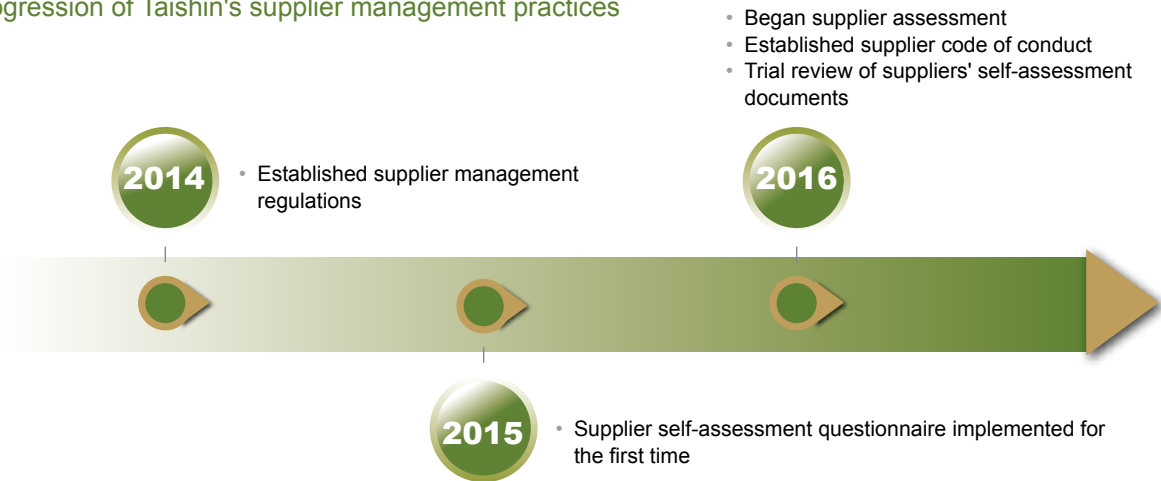 ogression of Taishin's supplier management practices
• Began supplier assessment
• Established supplier code of conduct
• Trial review of suppliers' self-assessment
documents
2014
• Established supplier management
regulations
2016
2015
• Supplier self-assessment questionnaire implemented for
the first time